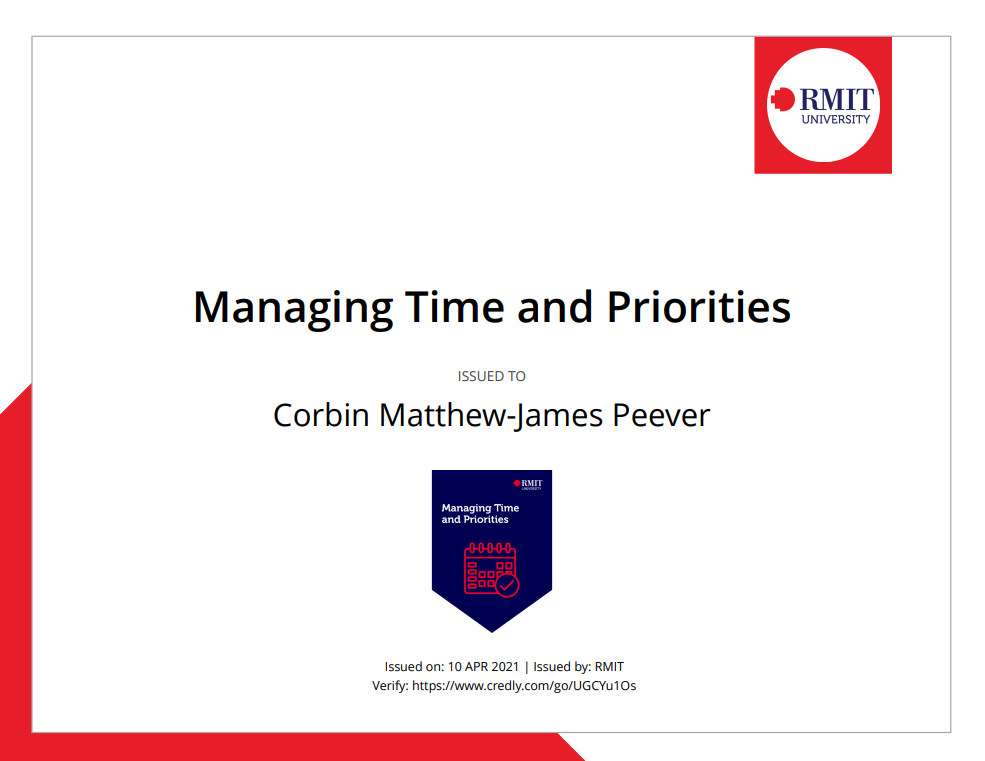 RMIT
UNIVERSITY
Managing Time and Priorities
ISSUED TO
Corbin Matthew-James Peever
RMIT
UNIVERSITY
Managing Time
and Priorities
Issued on: 10 APR 2021 | Issued by: RMIT
Verify: https://www.credly.com/go/UGCYu1Os